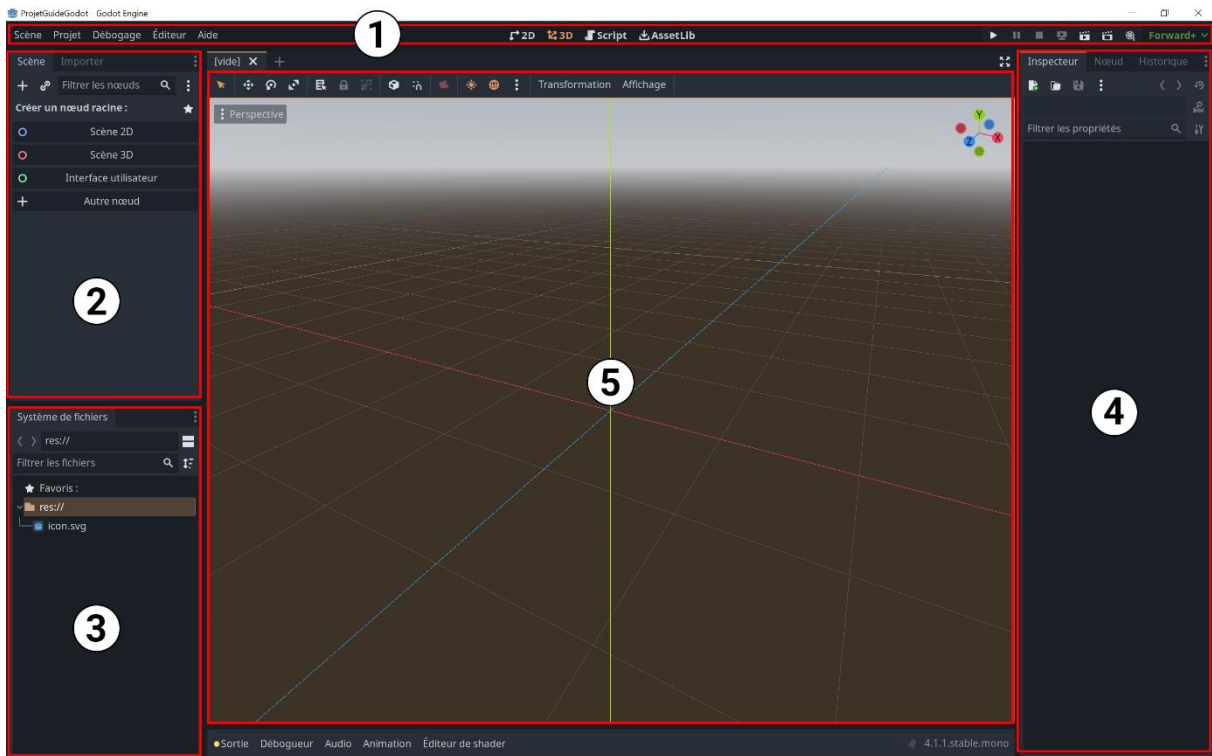 ProjetGuideGodot - Godot Engine
Scène Projet Débogage Éditeur Aide
1
2D 3D Script AssetLib
Forward+
Scène Importer
Filtrer les nœuds
Créer un nœud racine :
Scène 2D
Scène 3D
Interface utilisateur
Autre nœud
2
Système de fichiers
res://
Filtrer les fichiers
Favoris :
res://
icon.svg
3
[vide]
Transformation Affichage
Perspective
Y
X
Z
5
Sortie Débogueur Audio Animation Éditeur de shader
4.1.1.stable.mono
Inspecteur Nœud Historique
DOC
Filtrer les propriétés
4